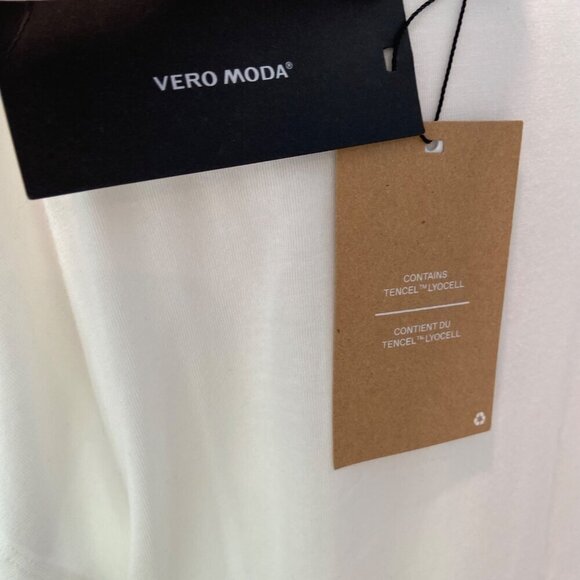 VERO MODA®
CONTAINS
TENCEL™ LYOCELL
CONTIENT DU
TENCEL™ LYOCELL